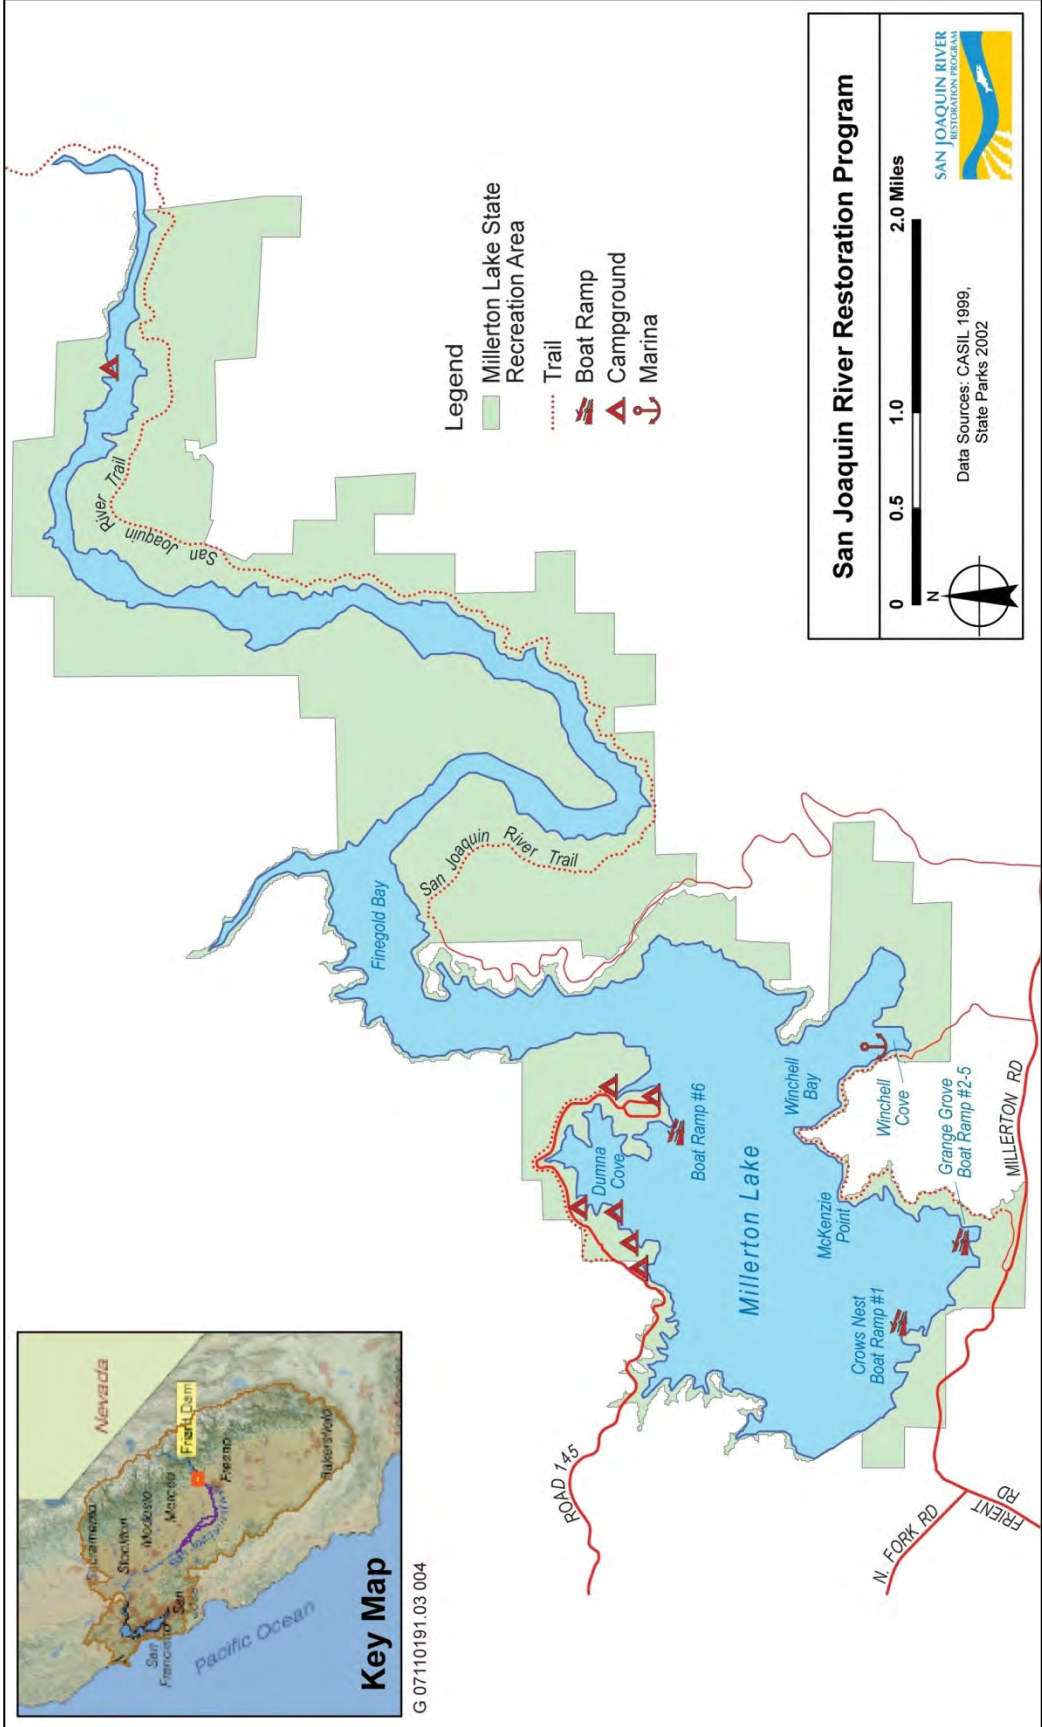 Nevada
Sacramento
Stockton
Modesto
Merced
Friant Dam
San
Francisco
San
Jose
Fresno
Bakersfield
Pacific Ocean
Key Map
G 07110191.03 004
ROAD 145
N. FORK RD
FRIENT
RD
MILLERTON RD
Millerton Lake
Dumna
Cove
Boat Ramp #6
Crows Nest
Boat Ramp #1
McKenzie
Point
Grange Grove
Boat Ramp #2-5
Winchell
Bay
Winchell
Cove
Finegold Bay
San Joaquin River Trail
San Joaquin River Trail
Legend
Millerton Lake State
Recreation Area
Trail
Boat Ramp
Campground
Marina
San Joaquin River Restoration Program
0 0.5 1.0 2.0 Miles
N
Data Sources: CASIL 1999,
State Parks 2002
SAN JOAQUIN RIVER
RESTORATION PROGRAM